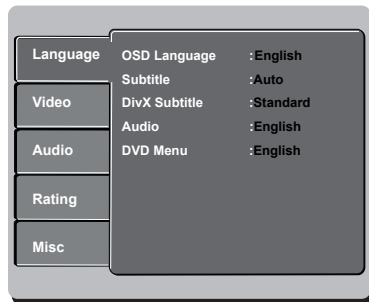 Language
Video
Audio
Rating
Misc
OSD Language :English
Subtitle :Auto
DivX Subtitle :Standard
Audio :English
DVD Menu :English